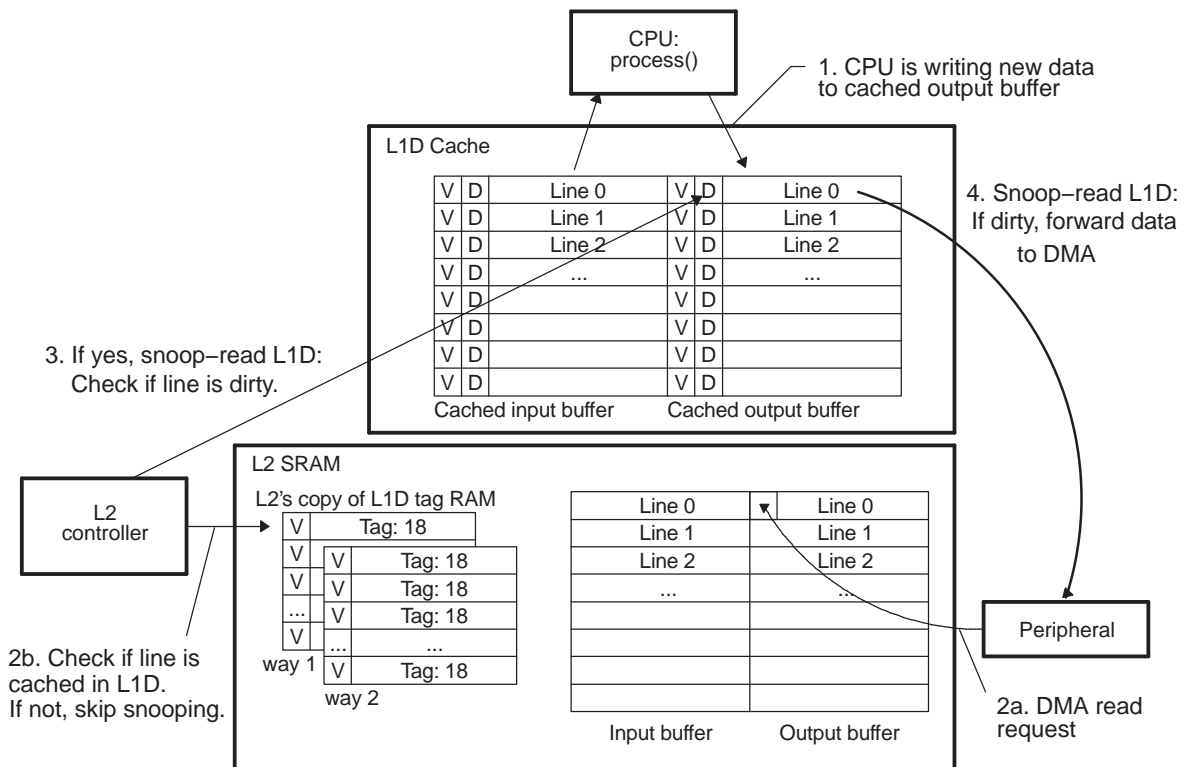 CPU:
process()
1. CPU is writing new data
to cached output buffer
L1D Cache
V D Line 0 V D Line 0
V D Line 1 V D Line 1
V D Line 2 V D Line 2
V D ... V D ...
V D V D
V D V D
V D V D
V D V D
Cached input buffer Cached output buffer
4. Snoop−read L1D:
If dirty, forward data
to DMA
3. If yes, snoop−read L1D:
Check if line is dirty.
L2 SRAM
L2
controller
L2's copy of L1D tag RAM
V Tag: 18
V
V
...
V
way 1
V Tag: 18
V Tag: 18
V Tag: 18
... ...
V Tag: 18
way 2
Line 0 Line 0
Line 1 Line 1
Line 2 Line 2
... ...
Input buffer Output buffer
Peripheral
2b. Check if line is
cached in L1D.
If not, skip snooping.
2a. DMA read
request